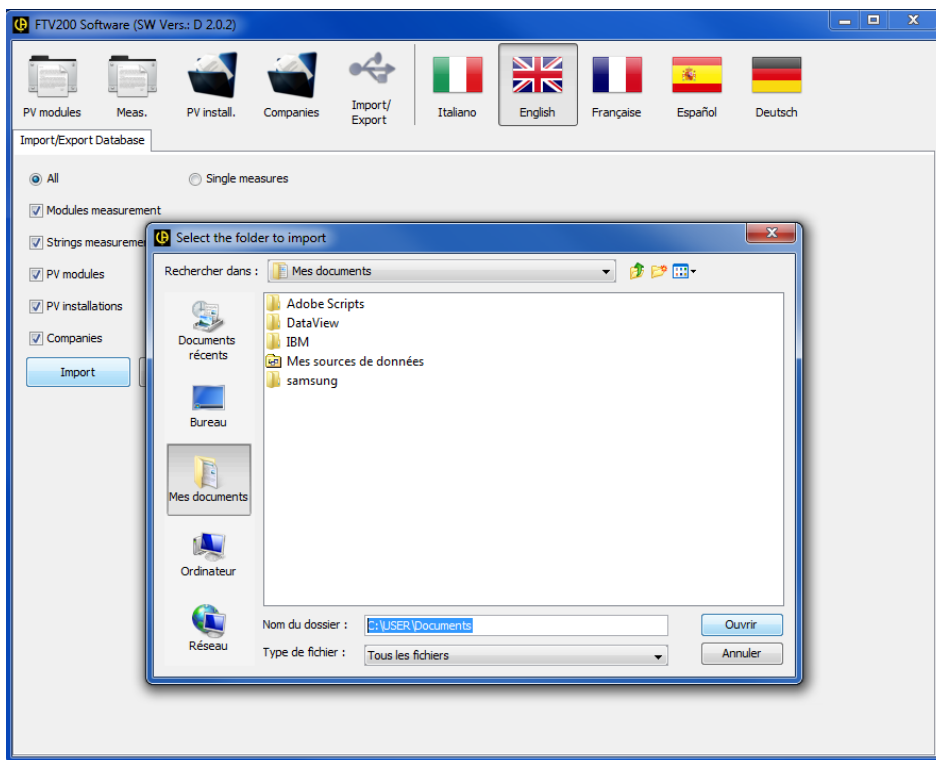 FTV200 Software (SW Vers.: D 2.0.2)
PV modules
Meas.
PV install.
Companies
Import/
Export
Italiano
English
Française
Español
Deutsch
Import/Export Database
All
Single measures
Modules measurement
Strings measureme
PV modules
PV installations
Companies
Import
Select the folder to import
Rechercher dans :
Mes documents
Documents
récents
Bureau
Mes documents
Ordinateur
Réseau
Adobe Scripts
DataView
IBM
Mes sources de données
samsung
Nom du dossier :
C:\USER\Documents
Ouvrir
Type de fichier :
Tous les fichiers
Annuler